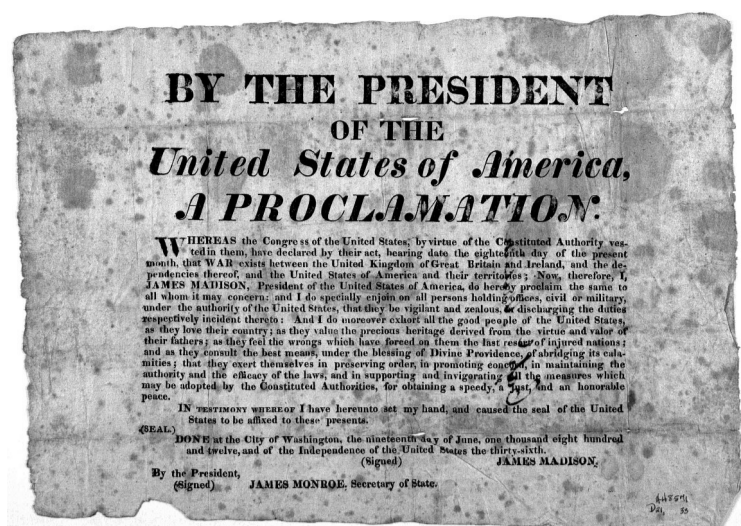 BY THE PRESIDENT
OF THE
United States of America,
A PROCLAMATION.
WHEREAS the Congress of the United States, by virtue of the Constituted Authority ves-
ted in them, have declared by their act, bearing date the eighteenth day of the present
month, that WAR exists between the United Kingdom of Great Britain and Ireland, and the de-
pendencies thereof, and the United States of America and their territories; Now, therefore, I,
JAMES MADISON, President of the United States of America, do hereby proclaim the same to
all whom it may concern: and I do specially enjoin on all persons holding offices, civil or military,
under the authority of the United States, that they be vigilant and zealous, in discharging the duties
respectively incident thereto: And I do moreover exhort all the good people of the United States,
as they love their country; as they value the precious heritage derived from the virtue and valor of
their fathers; as they feel the wrongs which have forced on them the last resort of injured nations;
and as they consult the best means, under the blessing of Divine Providence, of abridging its cala-
mities; that they exert themselves in preserving order, in promoting concord, in maintaining the
authority and the efficacy of the laws, and in supporting and invigorating all the measures which
may be adopted by the Constituted Authorities, for obtaining a speedy, a just, and an honorable
peace.
IN TESTIMONY WHEREOF I have hereunto set my hand, and caused the seal of the United
States to be affixed to these presents.
(SEAL.)
DONE at the City of Washington, the nineteenth day of June, one thousand eight hundred
and twelve, and of the Independence of the United States the thirty-sixth.
(Signed) JAMES MADISON.
By the President,
(Signed) JAMES MONROE, Secretary of State.